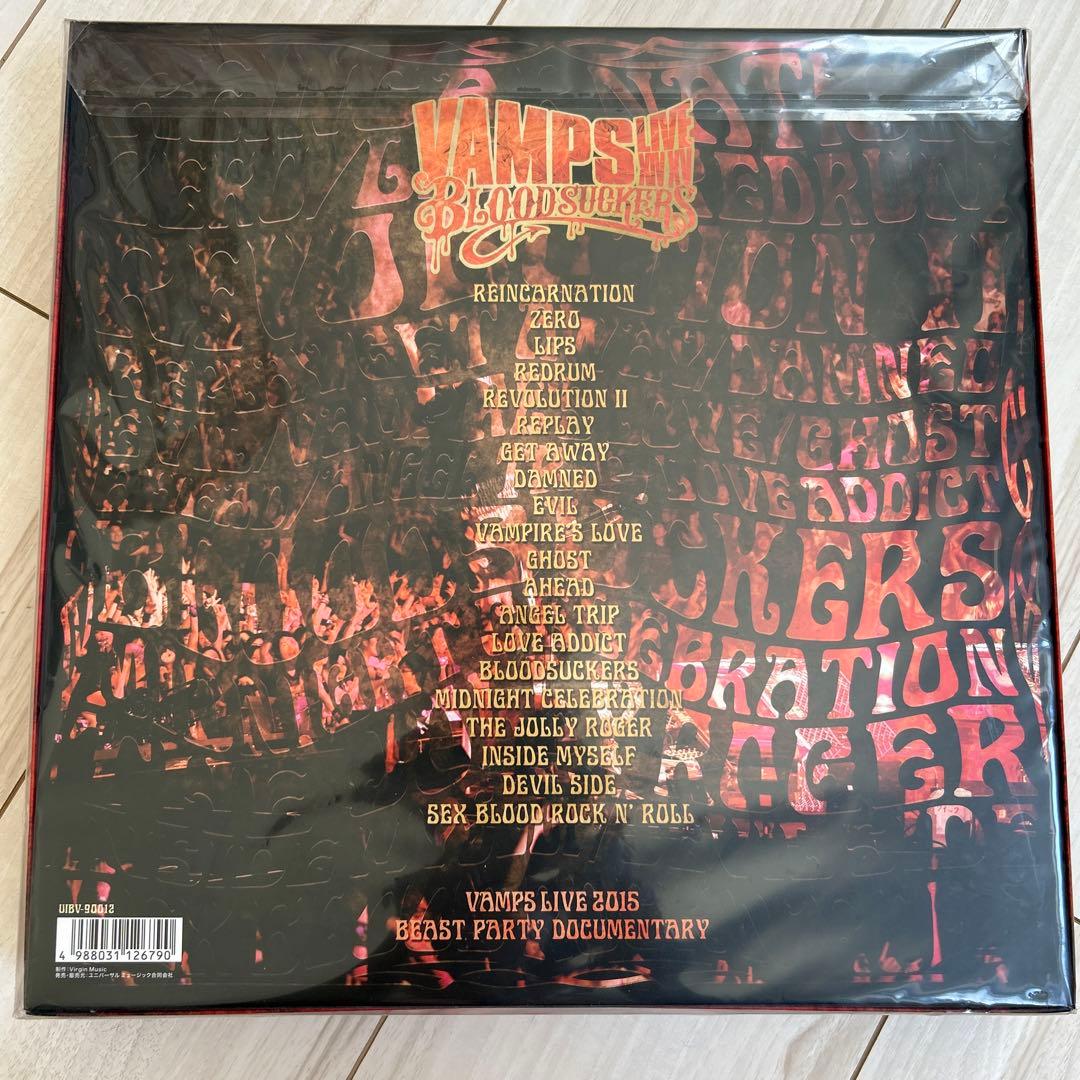 VAMPS LIVE
MMXV
BLOODSUCKERS
REINCARNATION
ZERO
LIPS
REDRUM
REVOLUTION II
REPLAY
GET AWAY
DAMNED
EVIL
VAMPIRE'S LOVE
GHOST
AHEAD
ANGEL TRIP
LOVE ADDICT
BLOODSUCKERS
MIDNIGHT CELEBRATION
THE JOLLY ROGER
INSIDE MYSELF
DEVIL SIDE
SEX BLOOD ROCK N' ROLL
VAMPS LIVE 2015
BEAST PARTY DOCUMENTARY
UIBV-90012
4 988031 126790
制作:Virgin Music
発売・販売元 ユニバーサル ミュージック合同会社